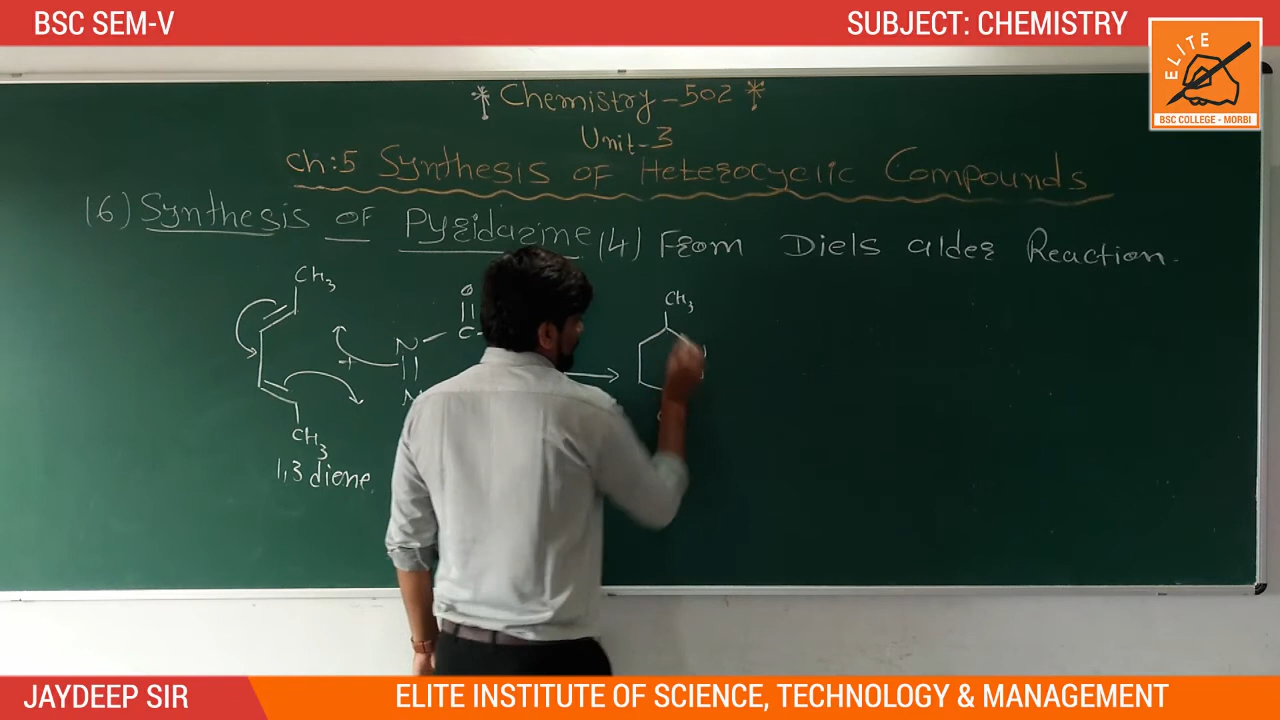 BSC SEM-V
SUBJECT: CHEMISTRY
ELITE
BSC COLLEGE - MORBI
* Chemistry-502 *
Unit-3
Ch:5 Synthesis of Heterocyclic Compounds
(6) Synthesis of Pyridazine (4) From Diels alder Reaction.
CH3
O
CH3
N
C
N
CH3
1,3 diene.
JAYDEEP SIR
ELITE INSTITUTE OF SCIENCE, TECHNOLOGY & MANAGEMENT